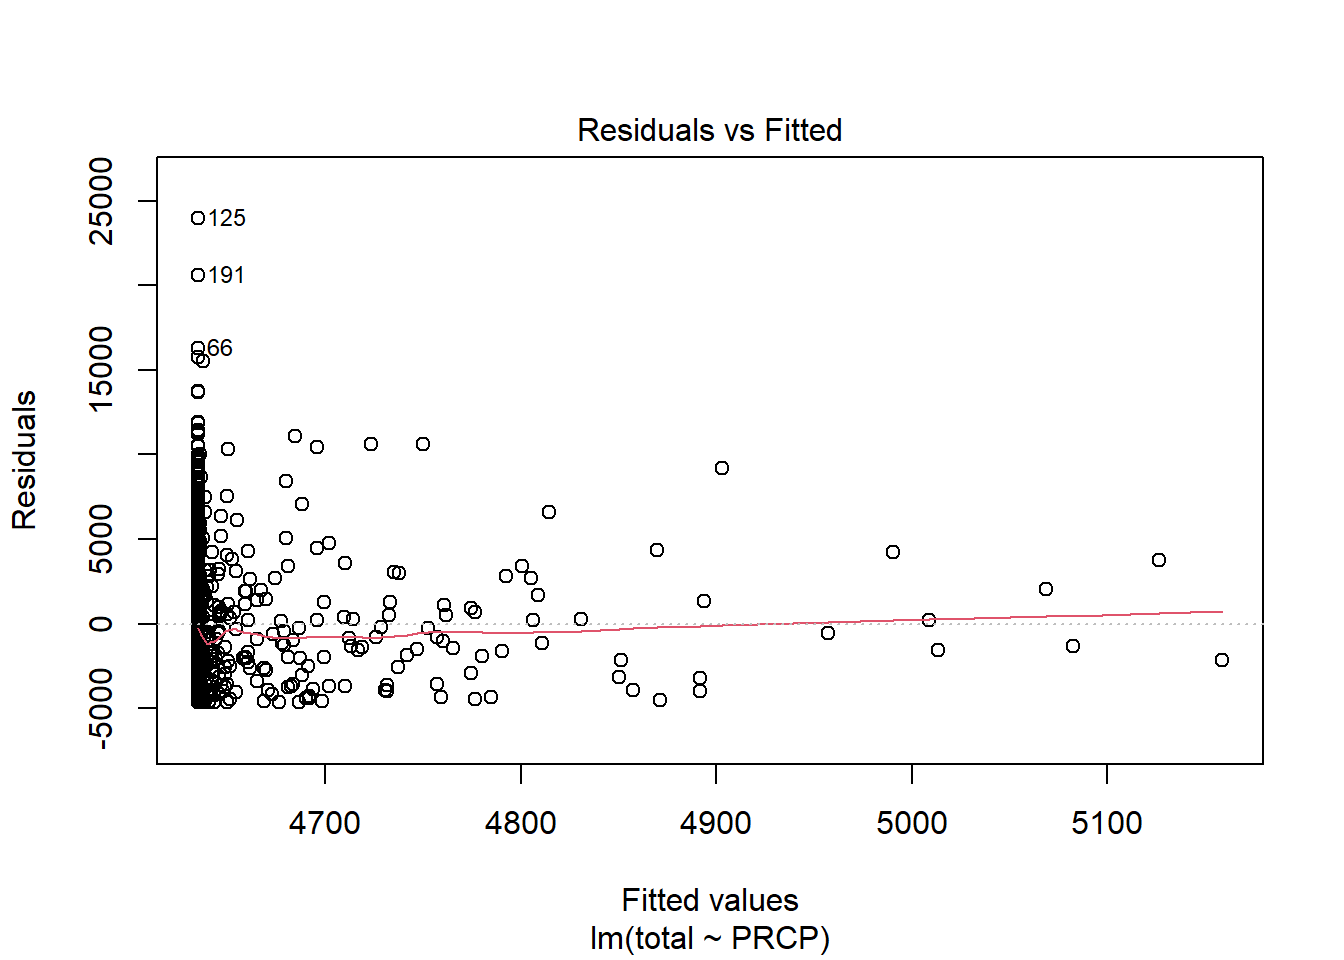 Residuals vs Fitted
25000
15000
5000
0
-5000
Residuals
125
191
66
4700 4800 4900 5000 5100
Fitted values
lm(total ~ PRCP)